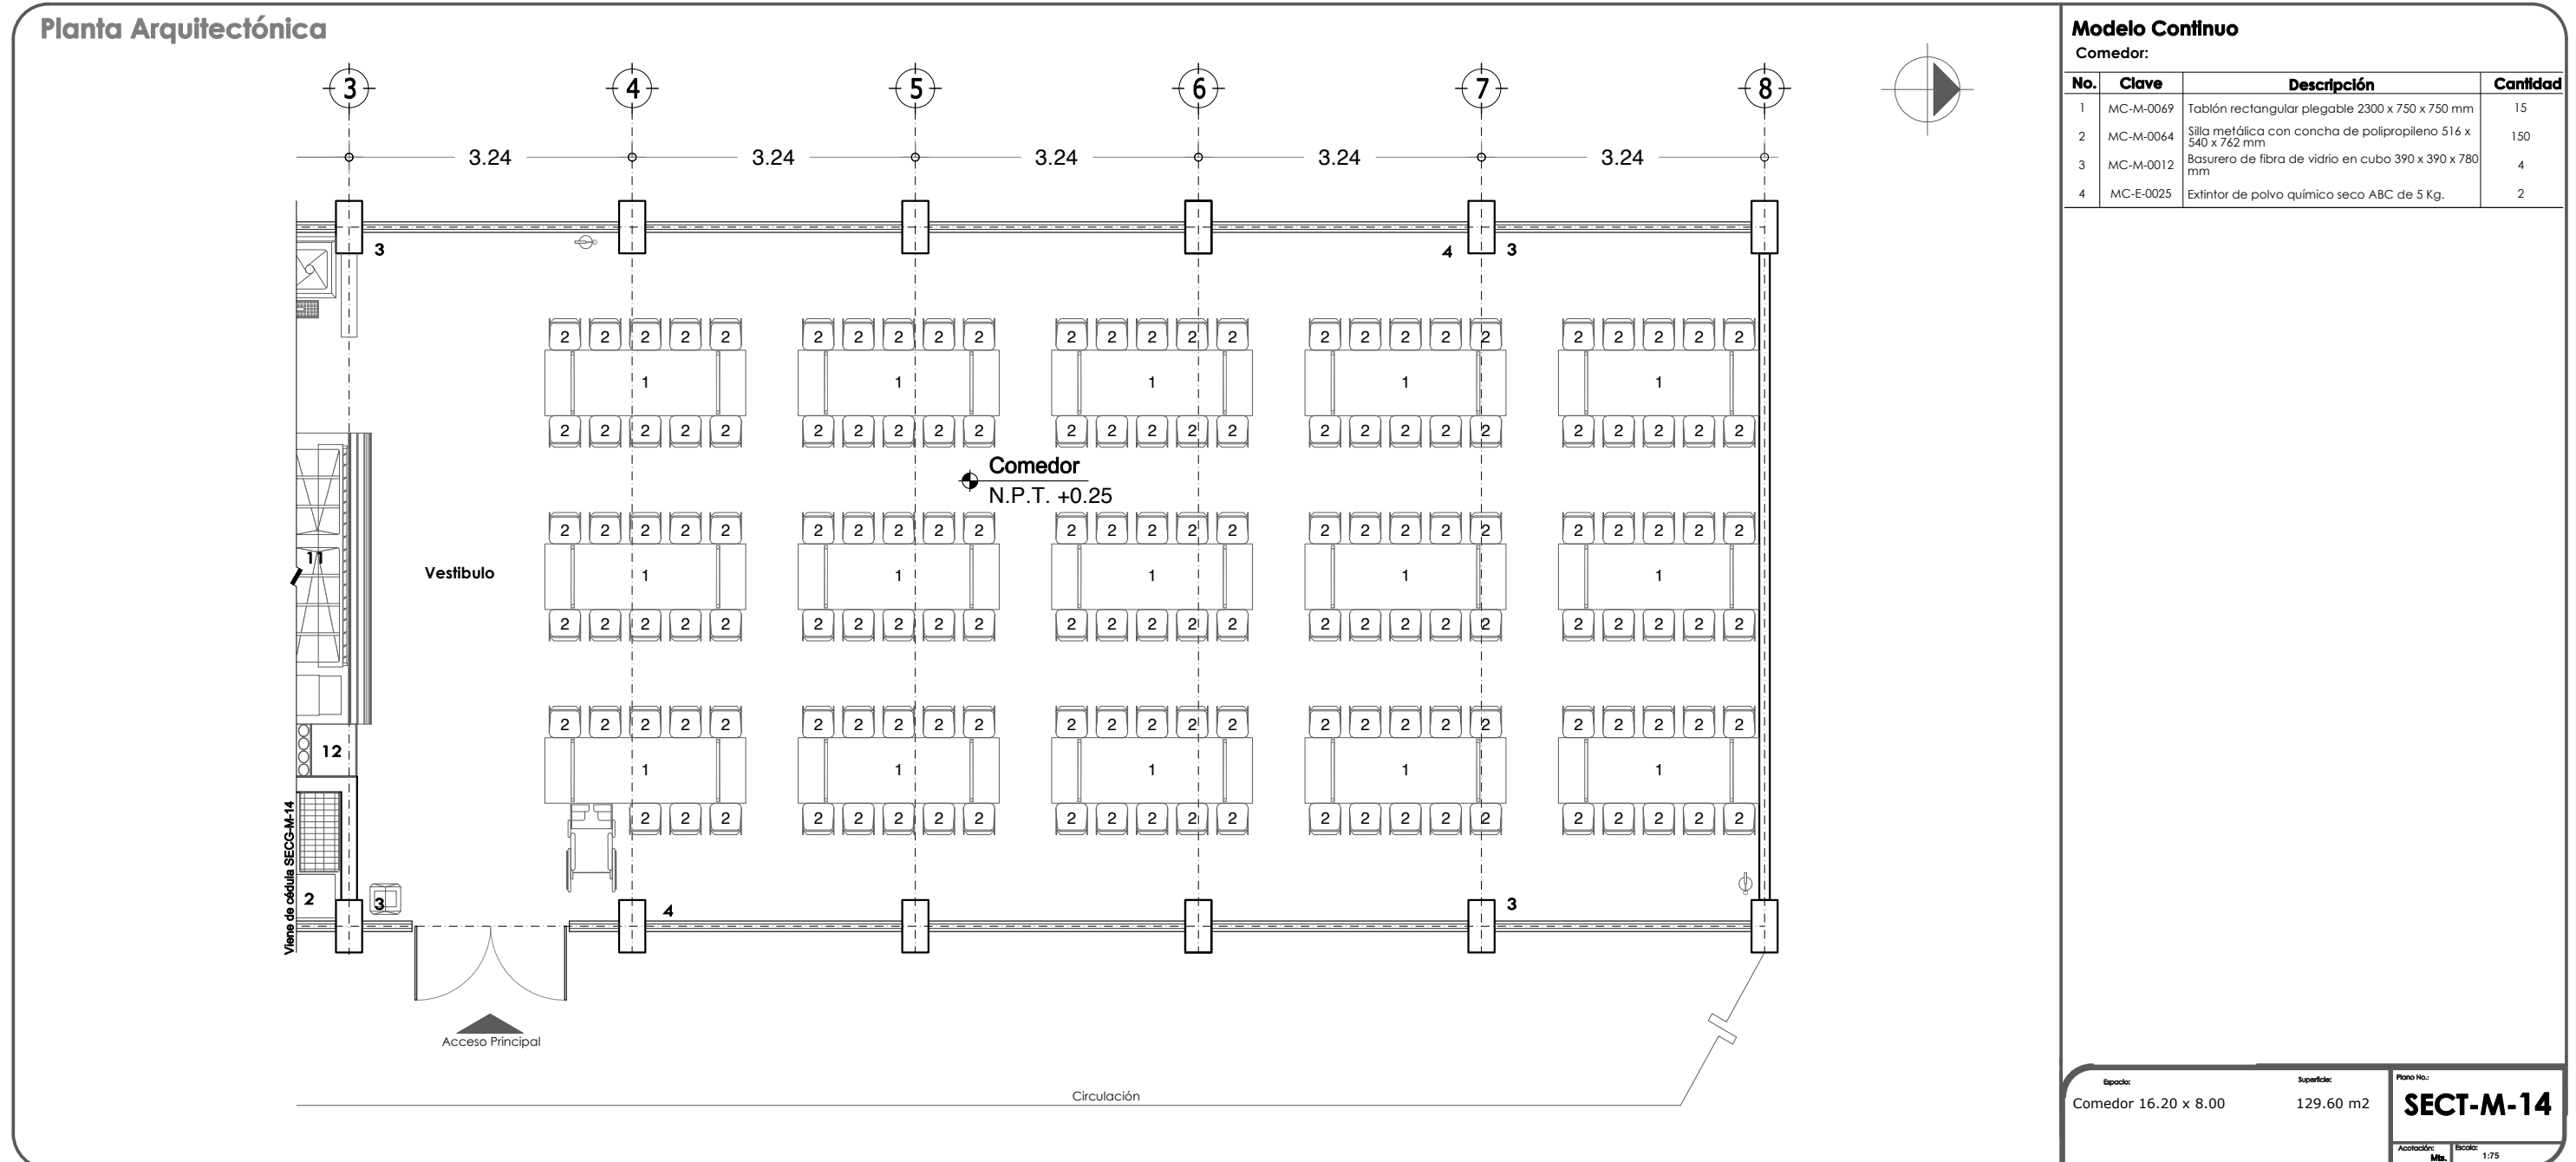 Planta Arquitectónica
3 4 5 6 7 8
3.24 3.24 3.24 3.24 3.24
3 4 3
2 2 2 2 2 2 2 2 2 2 2 2 2 2 2 2 2 2 2 2 2 2 2 2 2
1 1 1 1 1
2 2 2 2 2 2 2 2 2 2 2 2 2 2 2 2 2 2 2 2 2 2 2 2 2
Comedor
N.P.T. +0.25
2 2 2 2 2 2 2 2 2 2 2 2 2 2 2 2 2 2 2 2 2 2 2 2 2
11
Vestibulo
1 1 1 1 1
2 2 2 2 2 2 2 2 2 2 2 2 2 2 2 2 2 2 2 2 2 2 2 2 2
2 2 2 2 2 2 2 2 2 2 2 2 2 2 2 2 2 2 2 2 2 2 2 2 2
12
1 1 1 1 1
2 2 2 2 2 2 2 2 2 2 2 2 2 2 2 2 2 2 2 2 2 2 2
Viene de cédula SECG-M-14
2 3 4 3
Acceso Principal
Circulación
Modelo Continuo
Comedor:
No. Clave Descripción Cantidad
1 MC-M-0069 Tablón rectangular plegable 2300 x 750 x 750 mm 15
2 MC-M-0064 Silla metálica con concha de polipropileno 516 x
540 x 762 mm 150
3 MC-M-0012 Basurero de fibra de vidrio en cubo 390 x 390 x 780
mm 4
4 MC-E-0025 Extintor de polvo químico seco ABC de 5 Kg. 2
Espacio: Superficie: Plano No.:
Comedor 16.20 x 8.00 129.60 m2 SECT-M-14
Acotación: Escala:
Mts. 1:75